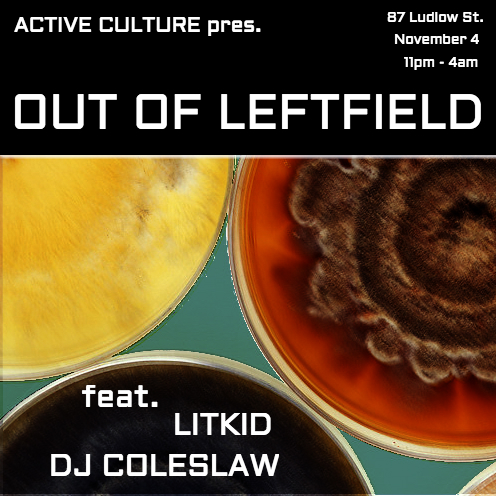 ACTIVE CULTURE pres.
87 Ludlow St.
November 4
11pm - 4am
OUT OF LEFTFIELD
feat.
LITKID
DJ COLESLAW